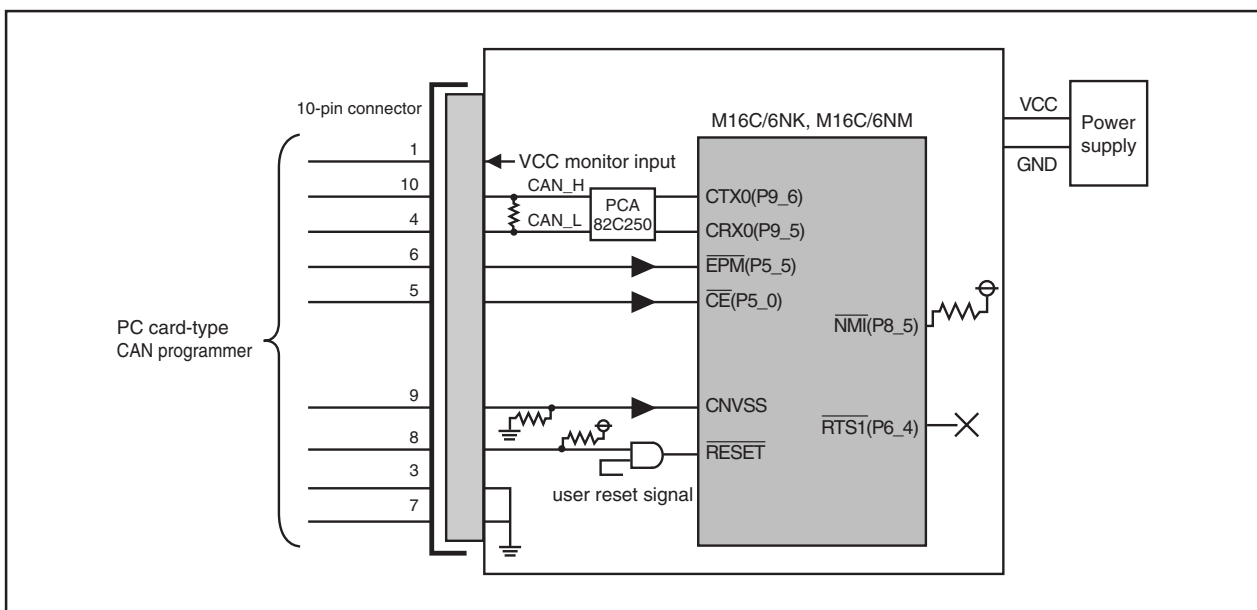 10-pin connector
M16C/6NK, M16C/6NM
VCC
Power
supply
GND
1
VCC monitor input
10
CAN_H
PCA
82C250
CTX0(P9_6)
4
CAN_L
CRX0(P9_5)
6
EPM(P5_5)
5
CE(P5_0)
NMI(P8_5)
PC card-type
CAN programmer
9
CNVSS
RTS1(P6_4)
8
RESET
3
user reset signal
7